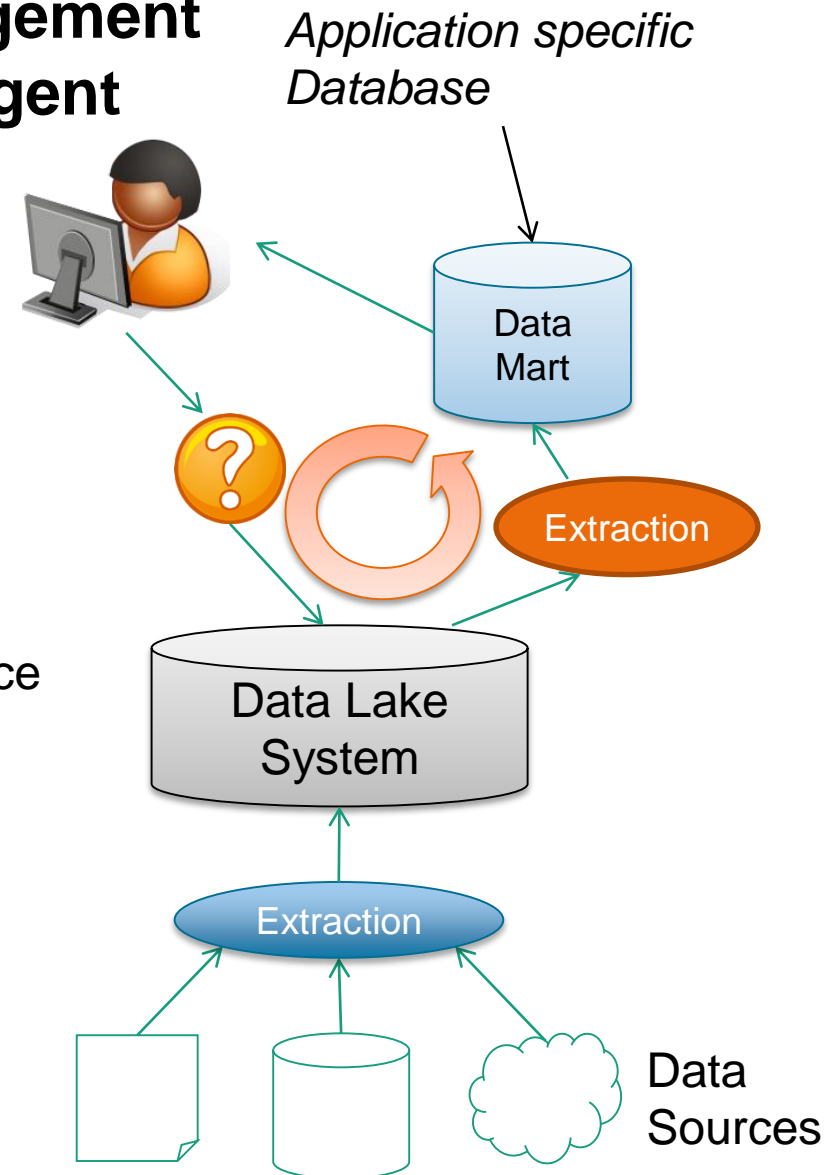 gement
gent
Application specific
Database
Data
Mart
?
Extraction
ce
Data Lake
System
Extraction
Data
Sources